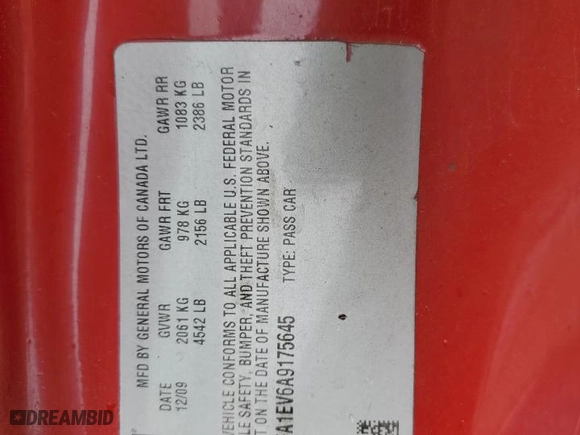 MFD BY GENERAL MOTORS OF CANADA LTD.
DATE GVWR GAWR FRT GAWR RR
12/09 2061 KG 978 KG 1083 KG
4542 LB 2156 LB 2386 LB
VEHICLE CONFORMS TO ALL APPLICABLE U.S. FEDERAL MOTOR
LE SAFETY, BUMPER, AND THEFT PREVENTION STANDARDS IN
T ON THE DATE OF MANUFACTURE SHOWN ABOVE.
A1EV6A9175645 TYPE: PASS CAR
DREAMBID